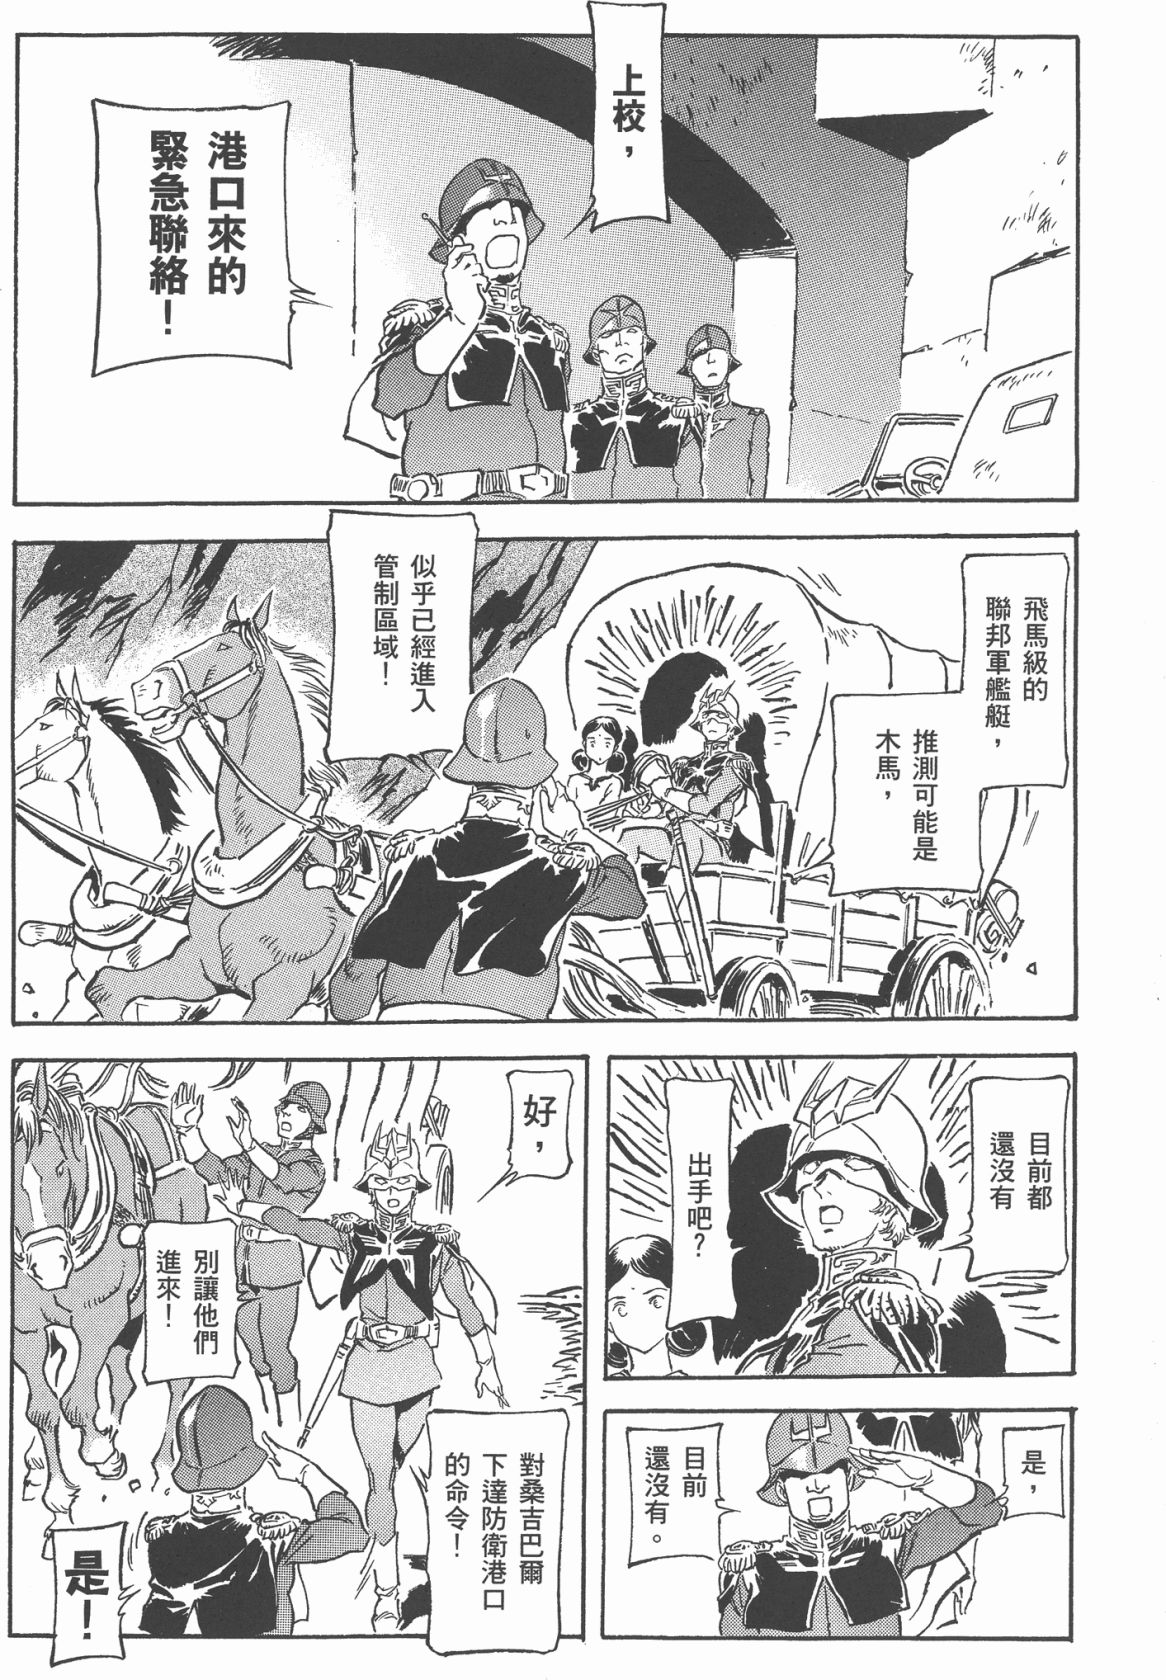 上校，
港口來的
緊急聯絡！
飛馬級的
聯邦軍艦艇，
推測可能是
木馬，
似乎已經進入
管制區域！
目前都
還沒有
出手吧？
是，
目前
還沒有。
好，
別讓他們
進來！
對桑吉巴爾
下達防衛港口
的命令！
是！